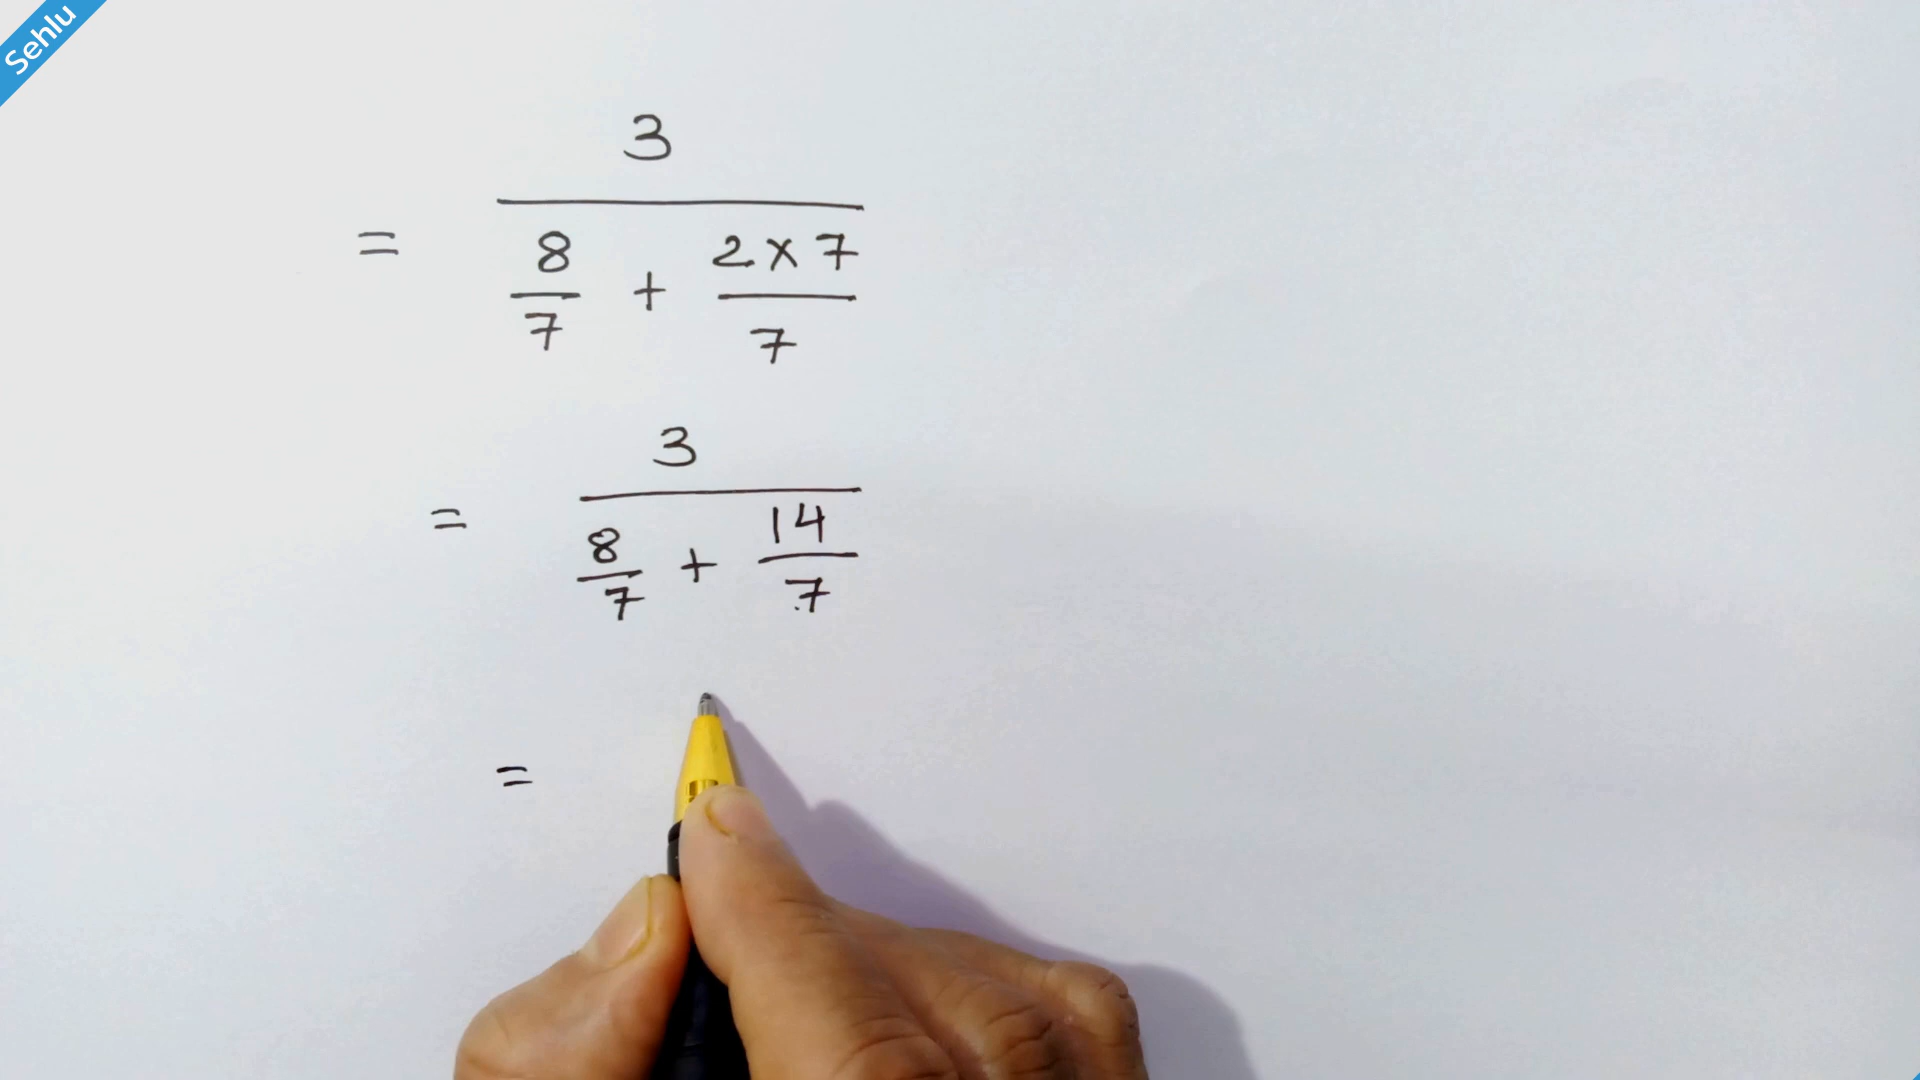 Sehlu
3
= 8/7 + 2 x 7/7
3
= 8/7 + 14/7
=